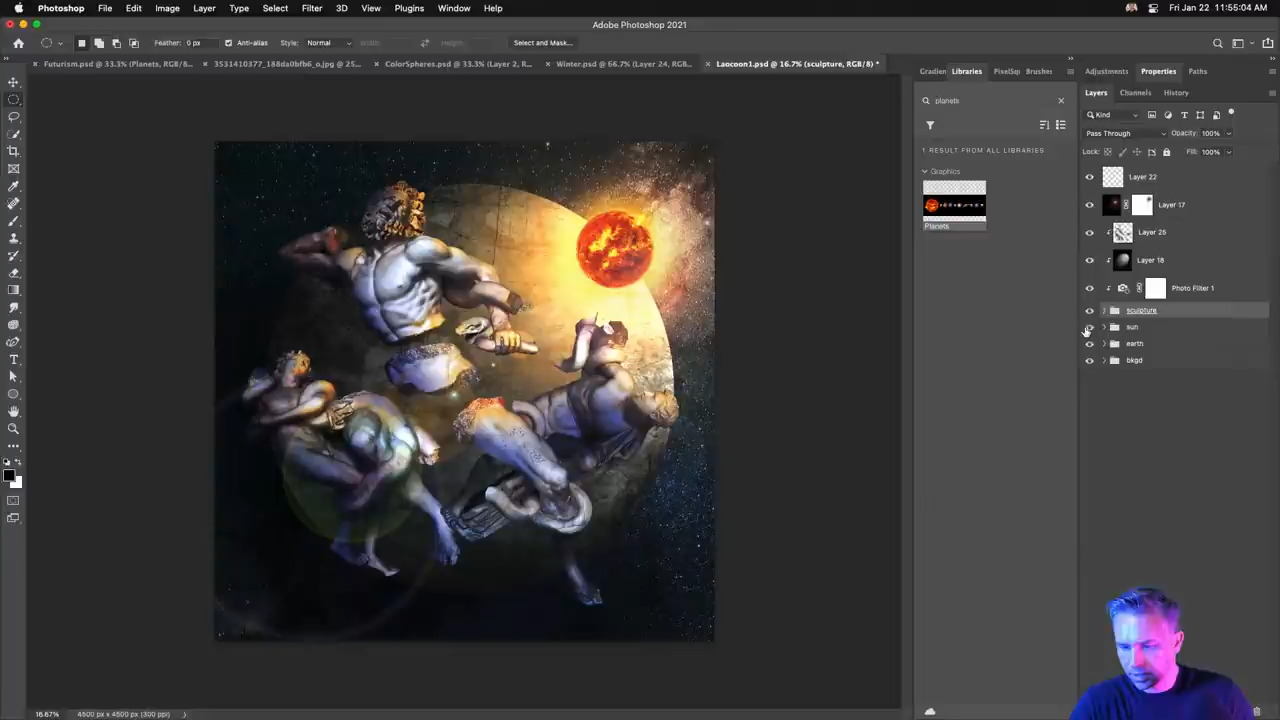 Photoshop File Edit Image Layer Type Select Filter 3D View Plugins Window Help Fri Jan 22 11:55:04 AM
Adobe Photoshop 2021
Feather: 0 px Anti-alias Style: Normal Width: Height: Select and Mask...
Futurism.psd @ 33.3% (Planets, RGB/8... 3531410377_188da0bfb6_o.jpg @ 25... ColorSpheres.psd @ 33.3% (Layer 2, R... Winter.psd @ 66.7% (Layer 24, RGB... Laocoon1.psd @ 16.7% (sculpture, RGB/8) *
Gradien Libraries PixelSq Brushes Adjustments Properties Paths
Layers Channels History
planets
Kind
Pass Through Opacity: 100%
1 RESULT FROM ALL LIBRARIES
Lock: Fill: 100%
Graphics
Planets
Layer 22
Layer 17
Layer 25
Layer 18
Photo Filter 1
sculpture
sun
earth
bkgd
16.67% 4500 px x 4500 px (300 ppi)